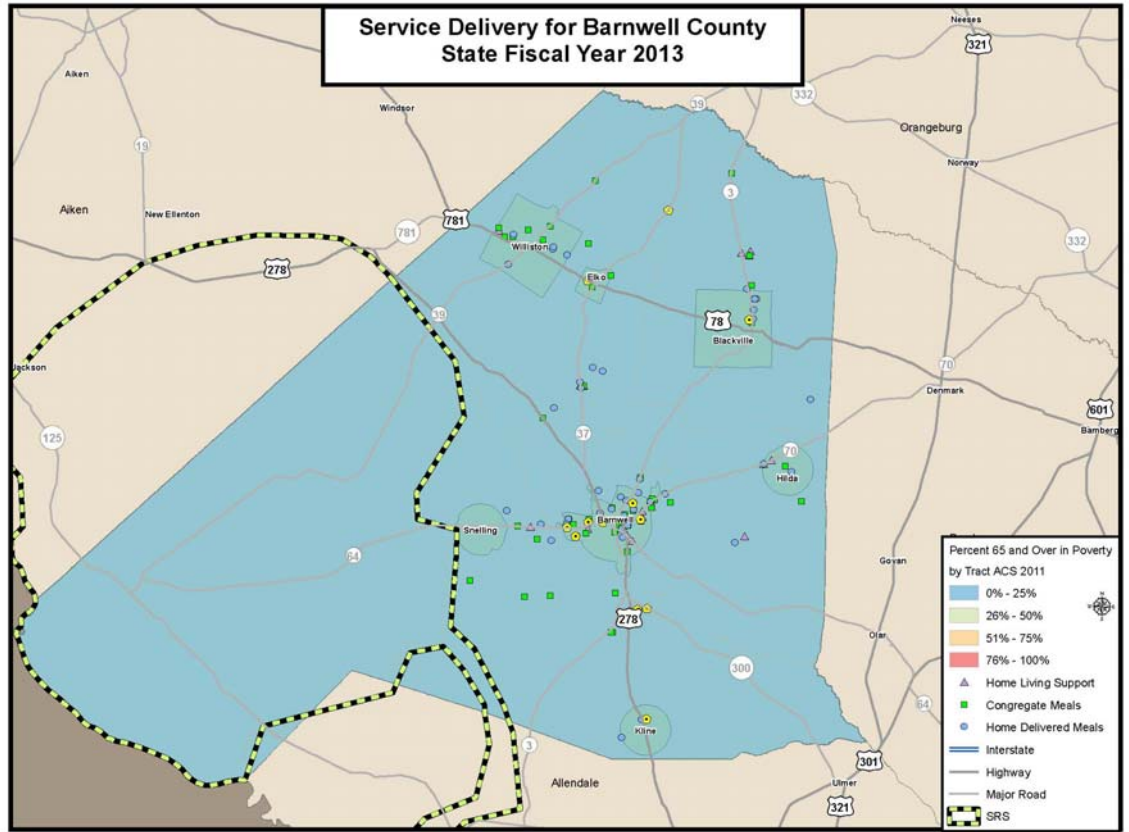 Service Delivery for Barnwell County
State Fiscal Year 2013
Neeses
321
Aiken
Windsor
39
332
Orangeburg
19
Norway
3
Aiken
New Ellenton
781
781
332
Williston
278
Elko
39
78
Blackville
Jackson
70
Denmark
601
Bamberg
125
37
70
Hilda
Snelling
Barnwell
64
Govan
278
Olar
300
64
Kline
3
301
Allendale
Ulmer
321
Percent 65 and Over in Poverty
by Tract ACS 2011
0% - 25%
26% - 50%
51% - 75%
76% - 100%
Home Living Support
Congregate Meals
Home Delivered Meals
Interstate
Highway
Major Road
SRS